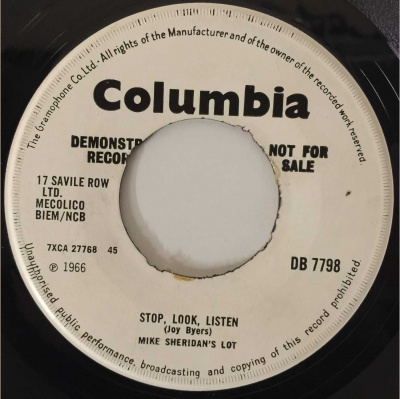 The Gramophone Co. Ltd. - All rights of the Manufacturer and of the owner of the recorded work reserved.
Columbia
DEMONSTR NOT FOR
RECOR SALE
17 SAVILE ROW
LTD.
MECOLICO
BIEM/NCB
7XCA 27768 45
℗ 1966
DB 7798
STOP, LOOK, LISTEN
(Joy Byers)
MIKE SHERIDAN'S LOT
Unauthorised public performance, broadcasting and copying of this record prohibited.